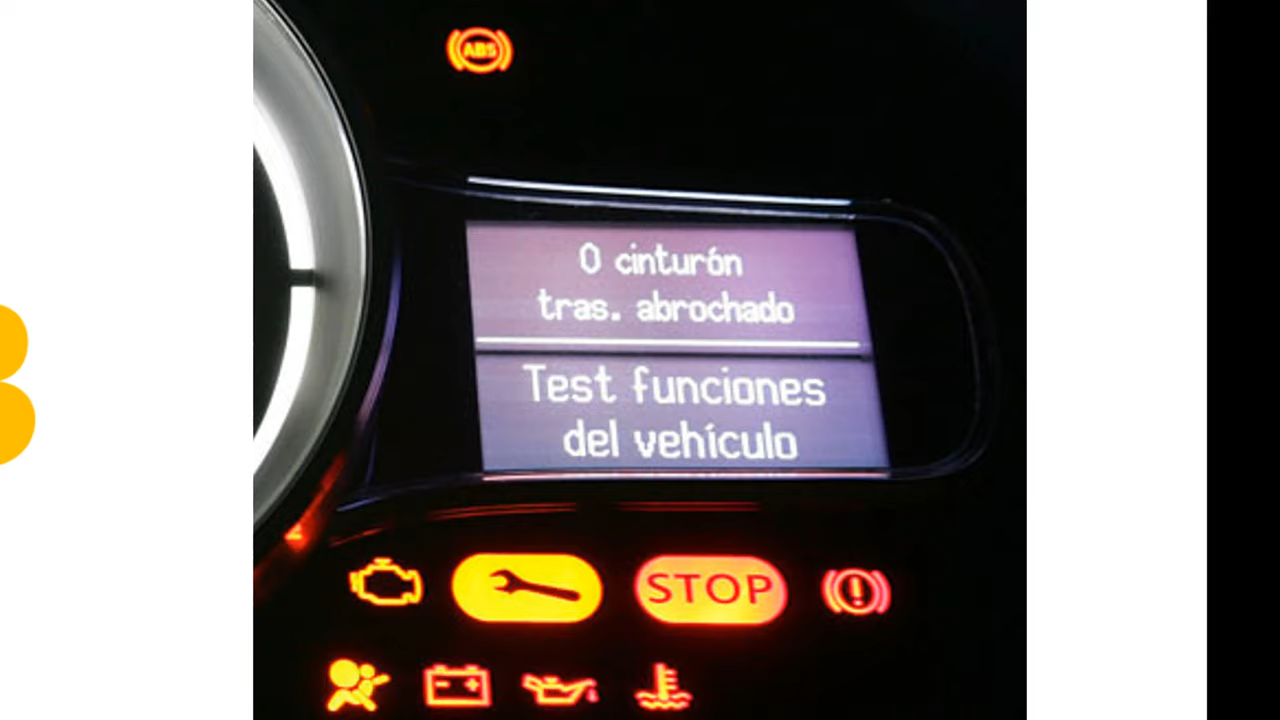 ABS
0 cinturón
tras. abrochado
Test funciones
del vehículo
STOP